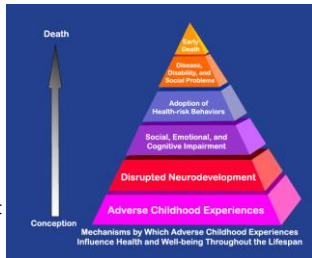 Death
Early
Death
Disease,
Disability, and
Social Problems
Adoption of
Health-risk Behaviors
Social, Emotional, and
Cognitive Impairment
Disrupted Neurodevelopment
Adverse Childhood Experiences
Conception
Mechanisms by Which Adverse Childhood Experiences
Influence Health and Well-being Throughout the Lifespan